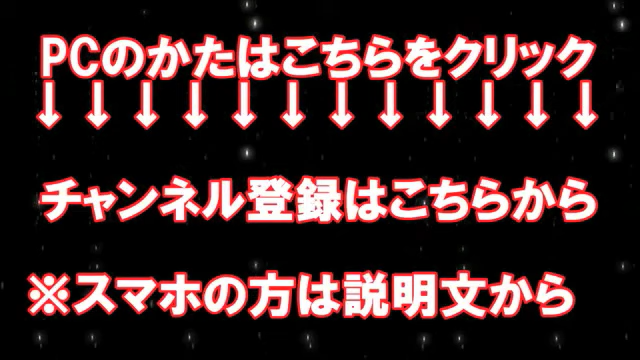 PCのかたはこちらをクリック
↓↓↓↓↓↓↓↓↓↓↓↓
チャンネル登録はこちらから
※スマホの方は説明文から